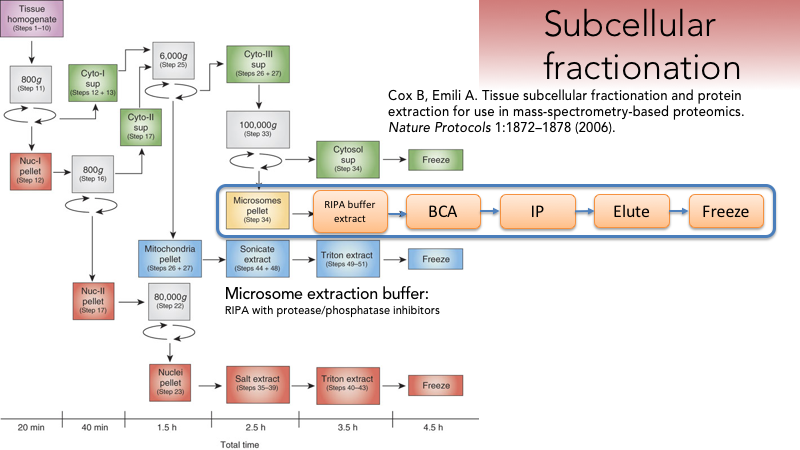 Subcellular
fractionation
Cox B, Emili A. Tissue subcellular fractionation and protein
extraction for use in mass-spectrometry-based proteomics.
Nature Protocols 1:1872–1878 (2006).
Tissue
homogenate
(Steps 1–10)
800g
(Step 11)
Cyto-I
sup
(Steps 12 + 13)
6,000g
(Step 25)
Cyto-III
sup
(Steps 26 + 27)
Cyto-II
sup
(Step 17)
100,000g
(Step 33)
Nuc-I
pellet
(Step 12)
800g
(Step 16)
Cytosol
sup
(Step 34)
Freeze
Microsomes
pellet
(Step 34)
RIPA buffer
extract
BCA
IP
Elute
Freeze
Mitochondria
pellet
(Steps 26 + 27)
Sonicate
extract
(Steps 44 + 48)
Triton extract
(Steps 49–51)
Freeze
Nuc-II
pellet
(Step 17)
80,000g
(Step 22)
Microsome extraction buffer:
RIPA with protease/phosphatase inhibitors
Nuclei
pellet
(Step 23)
Salt extract
(Steps 35–39)
Triton extract
(Steps 40–43)
Freeze
20 min
40 min
1.5 h
2.5 h
3.5 h
4.5 h
Total time